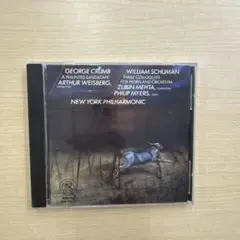 GEORGE CRUMB
A HAUNTED LANDSCAPE
ARTHUR WEISBERG,
WILLIAM SCHUMAN
THREE COLLOQUIES
FOR HORN AND ORCHESTRA
ZUBIN MEHTA,
PHILIP MYERS,
NEW YORK PHILHARMONIC